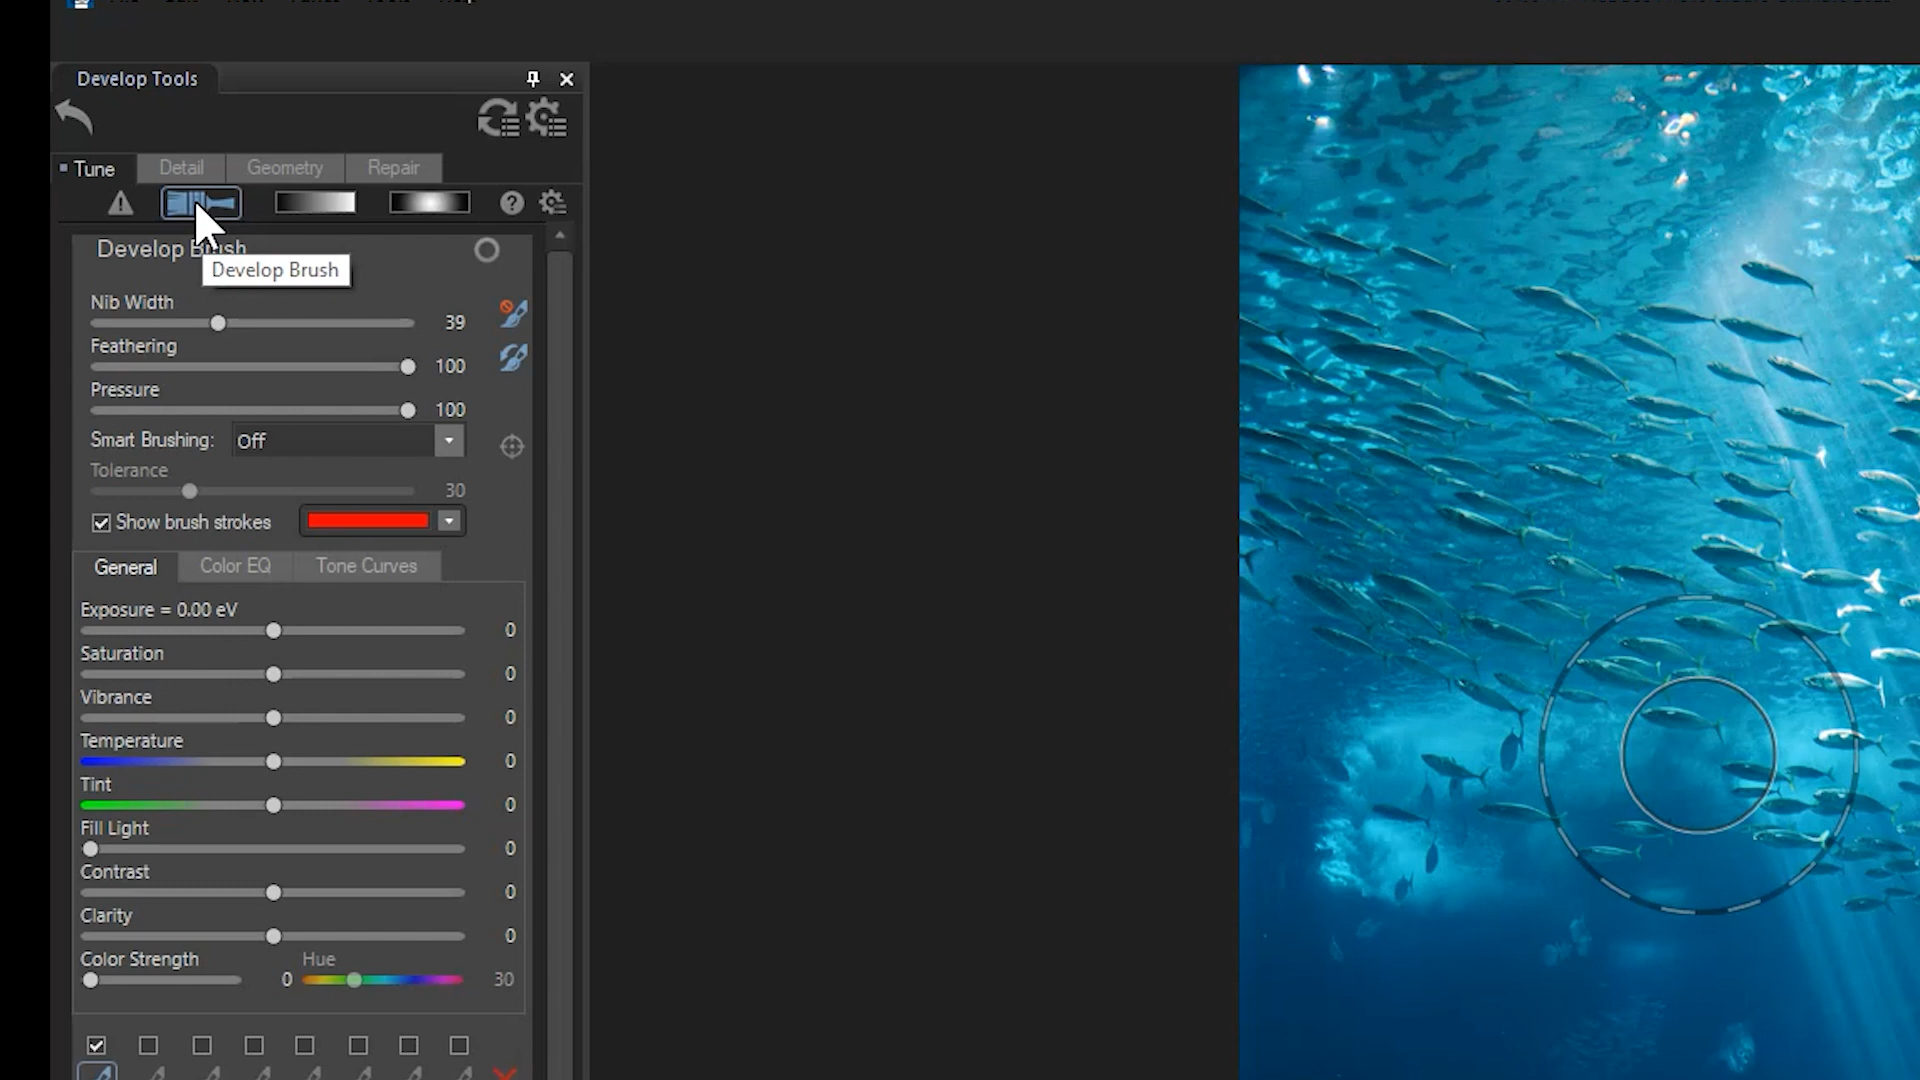 Develop Tools
Tune Detail Geometry Repair
Develop Brush
Develop Brush
Nib Width
39
Feathering
100
Pressure
100
Smart Brushing: Off
Tolerance
30
Show brush strokes
General Color EQ Tone Curves
Exposure = 0.00 eV
0
Saturation
0
Vibrance
0
Temperature
0
Tint
0
Fill Light
0
Contrast
0
Clarity
0
Color Strength Hue
0 30